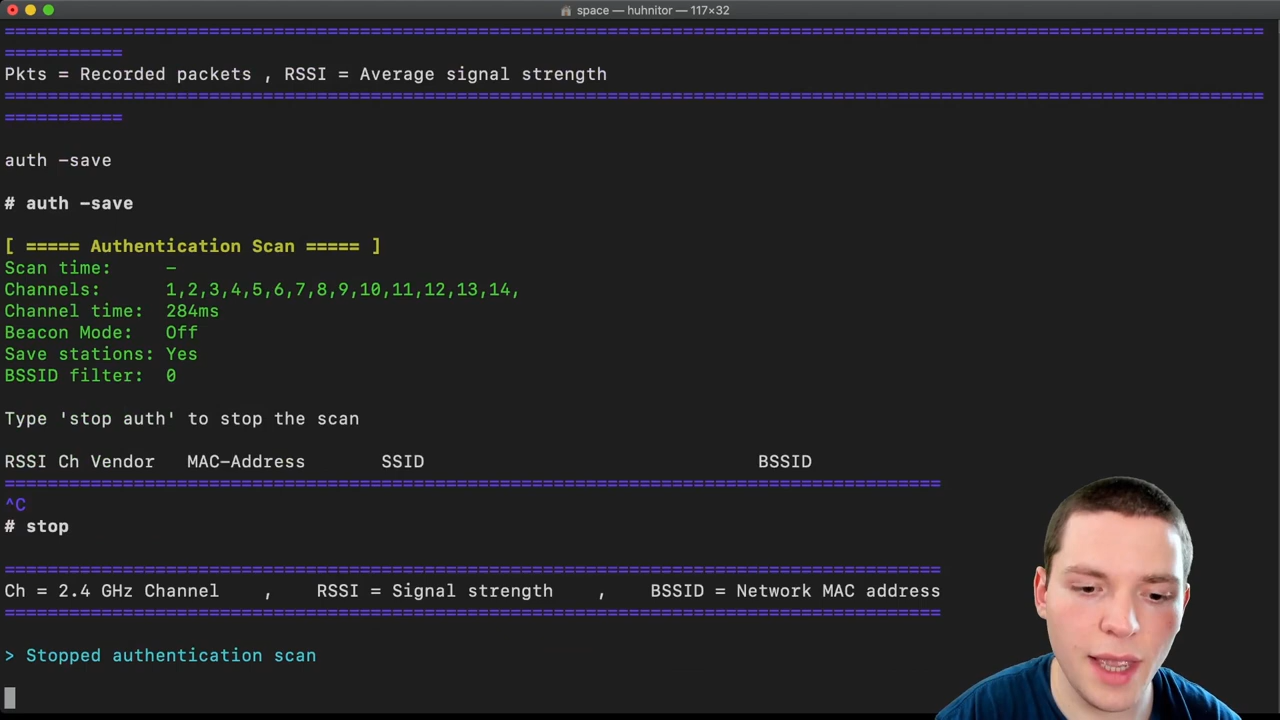 space — huhnitor — 117×32
=====================================================================================================================
===========
Pkts = Recorded packets , RSSI = Average signal strength
=====================================================================================================================
===========
auth -save
# auth -save
[ ===== Authentication Scan ===== ]
Scan time:     -
Channels:      1,2,3,4,5,6,7,8,9,10,11,12,13,14,
Channel time:  284ms
Beacon Mode:   Off
Save stations: Yes
BSSID filter:  0
Type 'stop auth' to stop the scan
RSSI Ch Vendor   MAC-Address       SSID                               BSSID
=======================================================================================
^C
# stop
=======================================================================================
Ch = 2.4 GHz Channel    ,    RSSI = Signal strength    ,    BSSID = Network MAC address
=======================================================================================
> Stopped authentication scan